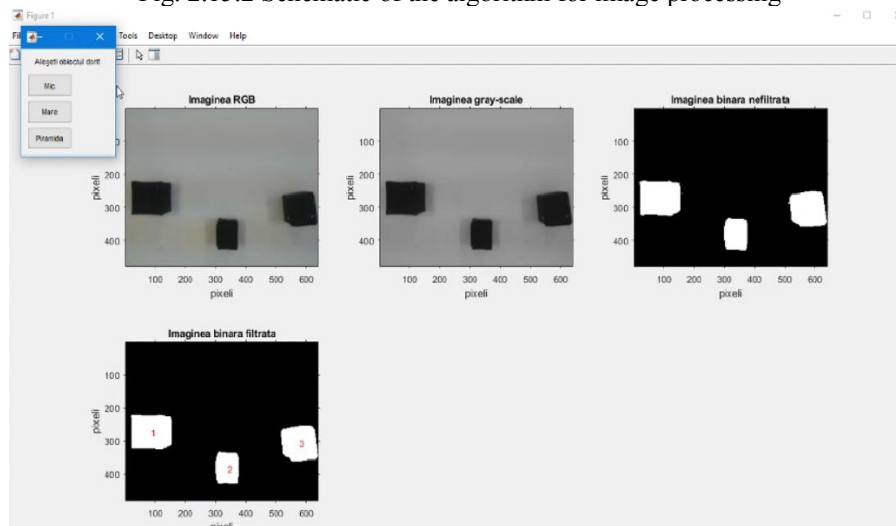 Fig. 2.13.2 Schematic of the algorithm for image processing
Figure 1
Tools Desktop Window Help
Alegeti obiectul dorit!
Mic
Mare
Piramida
Imaginea RGB
100
200
300
400
pixeli
100 200 300 400 500 600
pixeli
Imaginea gray-scale
100
200
300
400
pixeli
100 200 300 400 500 600
pixeli
Imaginea binara nefiltrata
100
200
300
400
pixeli
100 200 300 400 500 600
pixeli
Imaginea binara filtrata
100
200
300
400
pixeli
1
2
3
100 200 300 400 500 600
pixeli